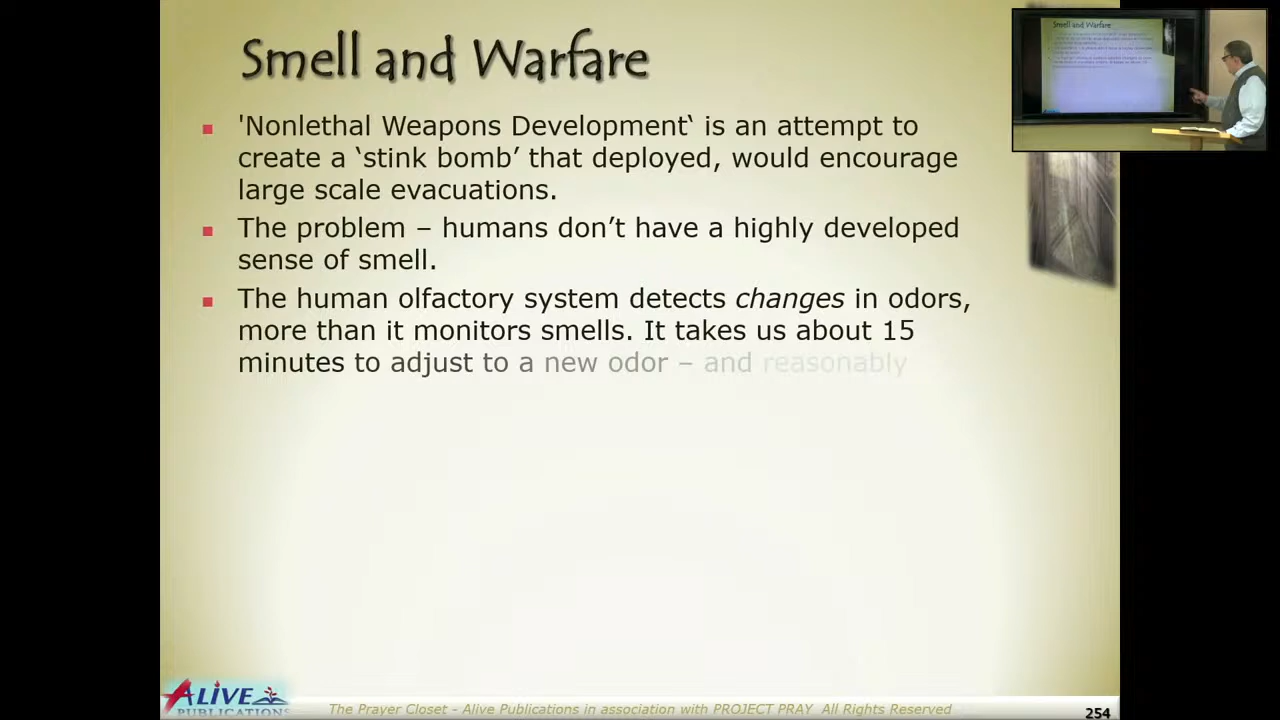 Smell and Warfare
'Nonlethal Weapons Development‘ is an attempt to
create a ‘stink bomb’ that deployed, would encourage
large scale evacuations.
The problem – humans don’t have a highly developed
sense of smell.
The human olfactory system detects changes in odors,
more than it monitors smells. It takes us about 15
minutes to adjust to a new odor – and reasonably
ALIVE
PUBLICATIONS
The Prayer Closet - Alive Publications in association with PROJECT PRAY All Rights Reserved
254
Smell and Warfare